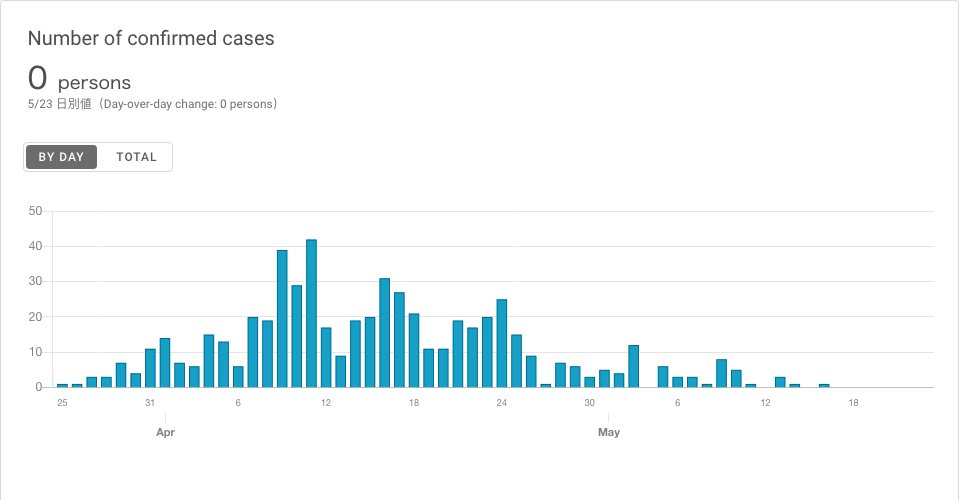 Number of confirmed cases
0 persons
5/23 日別値（Day-over-day change: 0 persons）
BY DAY TOTAL
50
40
30
20
10
0
25 31 6 12 18 24 30 6 12 18
Apr May